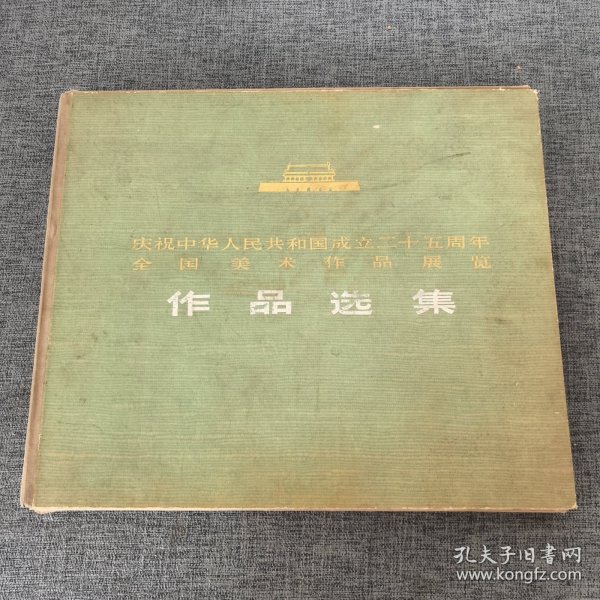 庆祝中华人民共和国成立二十五周年
全国美术作品展览
作品选集
孔夫子旧书网
www.kongfz.com